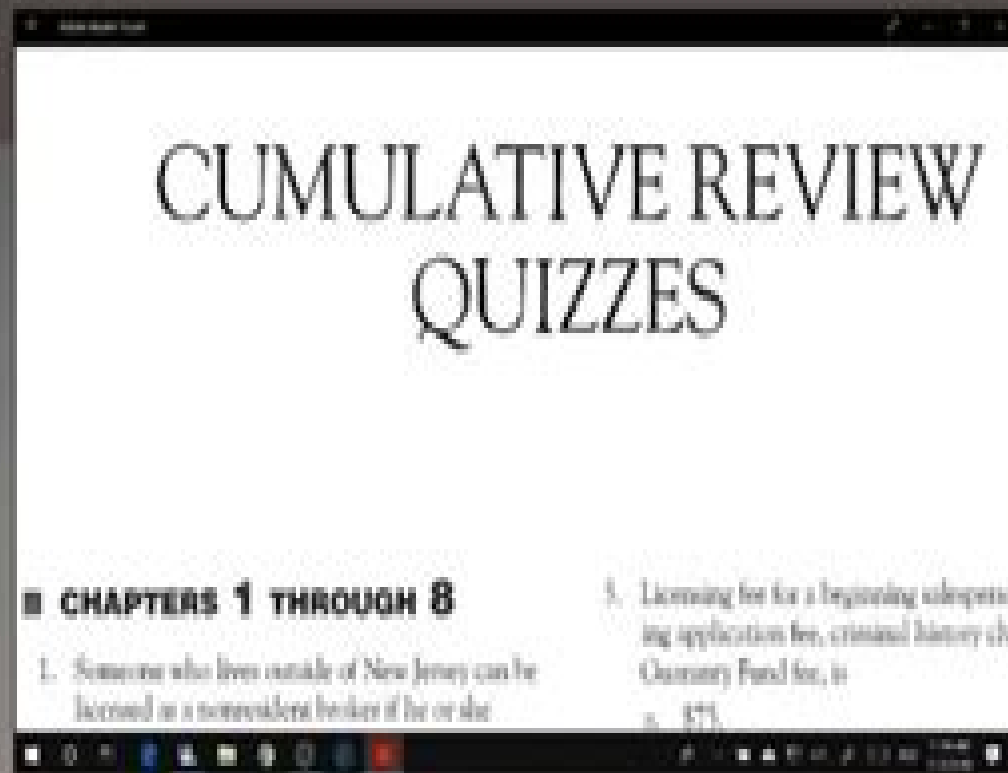 CUMULATIVE REVIEW
QUIZZES
CHAPTERS 1 THROUGH 8
1. Someone who lives outside of New Jersey can be
licensed as a nonresident broker if he or she
Licensing fee for a beginning
ing application fee, criminal history
Guaranty Fund fee, is
a. $75.